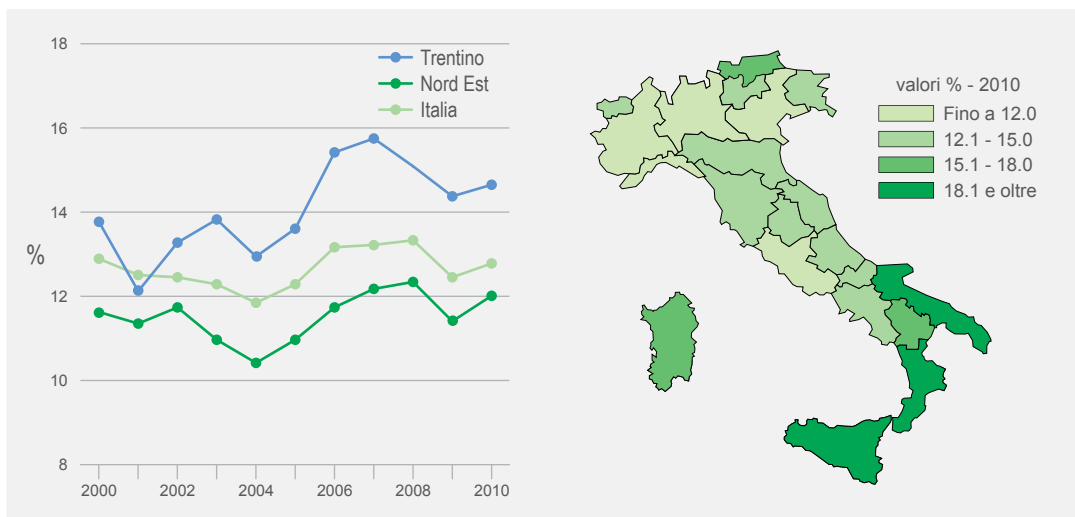 18
16
14
12
10
8
%
2000
2002
2004
2006
2008
2010
Trentino
Nord Est
Italia
valori % - 2010
Fino a 12.0
12.1 - 15.0
15.1 - 18.0
18.1 e oltre